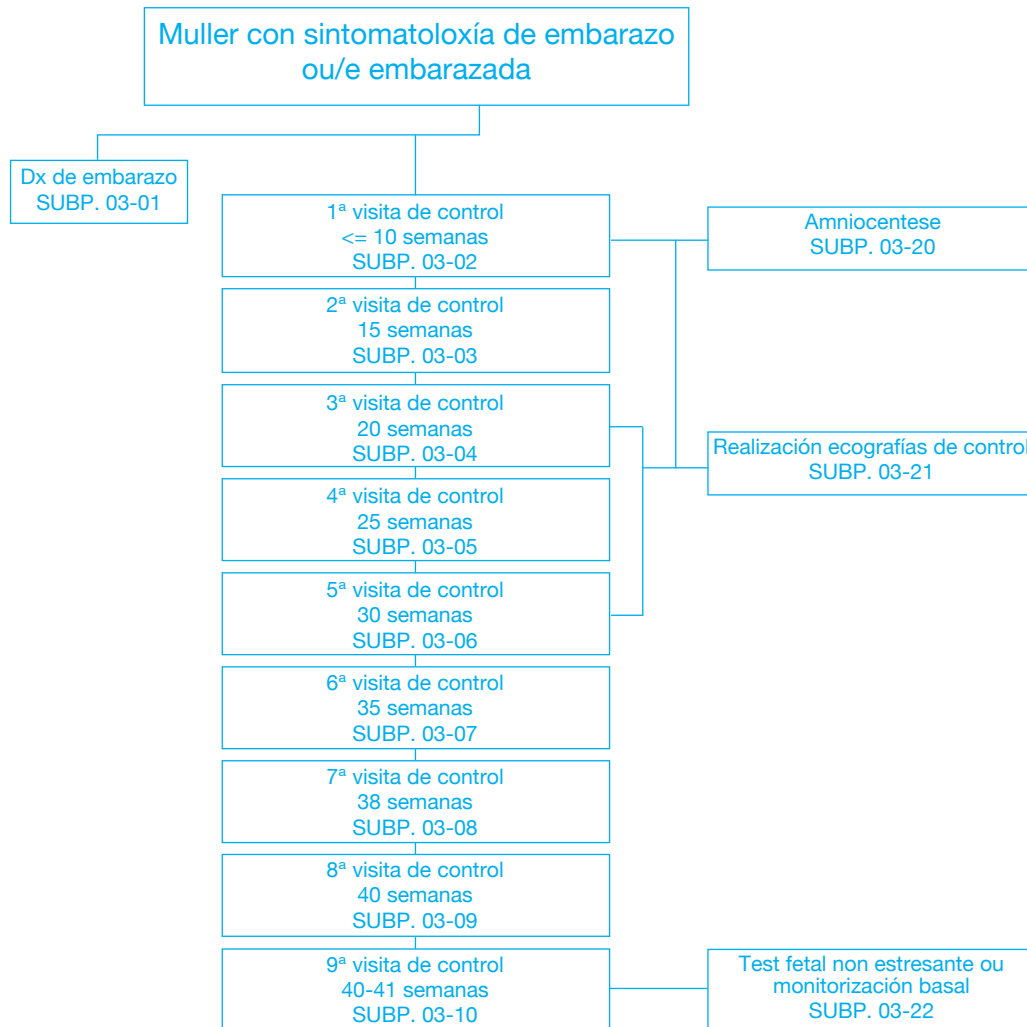 Muller con sintomatoloxía de embarazo
ou/e embarazada
Dx de embarazo
SUBP. 03-01
1ª visita de control
<= 10 semanas
SUBP. 03-02
Amniocentese
SUBP. 03-20
2ª visita de control
15 semanas
SUBP. 03-03
3ª visita de control
20 semanas
SUBP. 03-04
Realización ecografías de control
SUBP. 03-21
4ª visita de control
25 semanas
SUBP. 03-05
5ª visita de control
30 semanas
SUBP. 03-06
6ª visita de control
35 semanas
SUBP. 03-07
7ª visita de control
38 semanas
SUBP. 03-08
8ª visita de control
40 semanas
SUBP. 03-09
9ª visita de control
40-41 semanas
SUBP. 03-10
Test fetal non estresante ou
monitorización basal
SUBP. 03-22